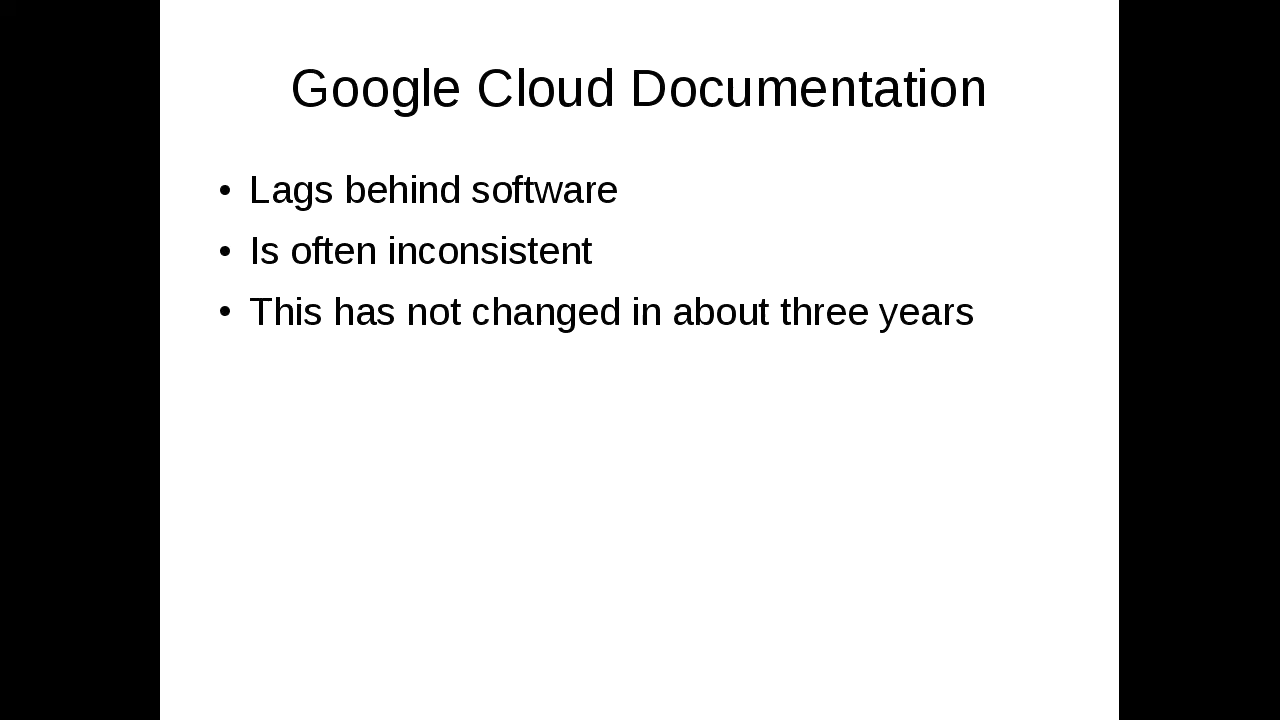 Google Cloud Documentation
• Lags behind software
• Is often inconsistent
• This has not changed in about three years